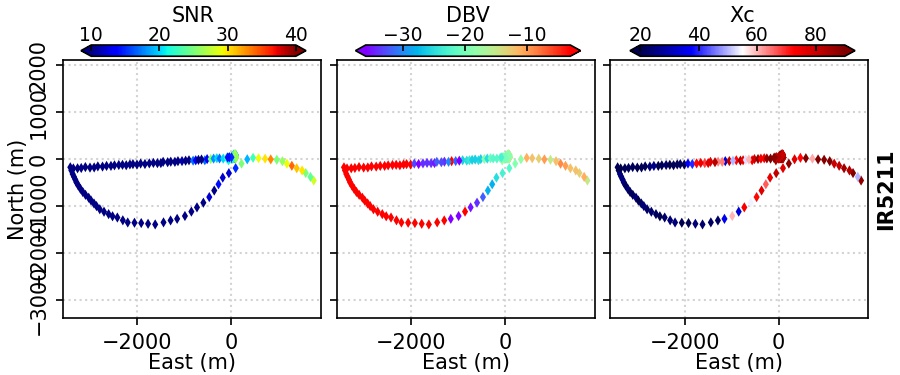 SNR
DBV
Xc
10 20 30 40
−30 −20 −10
20 40 60 80
2000
1000
0
−1000
−2000
−3000
North (m)
IR5211
−2000 0
−2000 0
−2000 0
East (m)
East (m)
East (m)